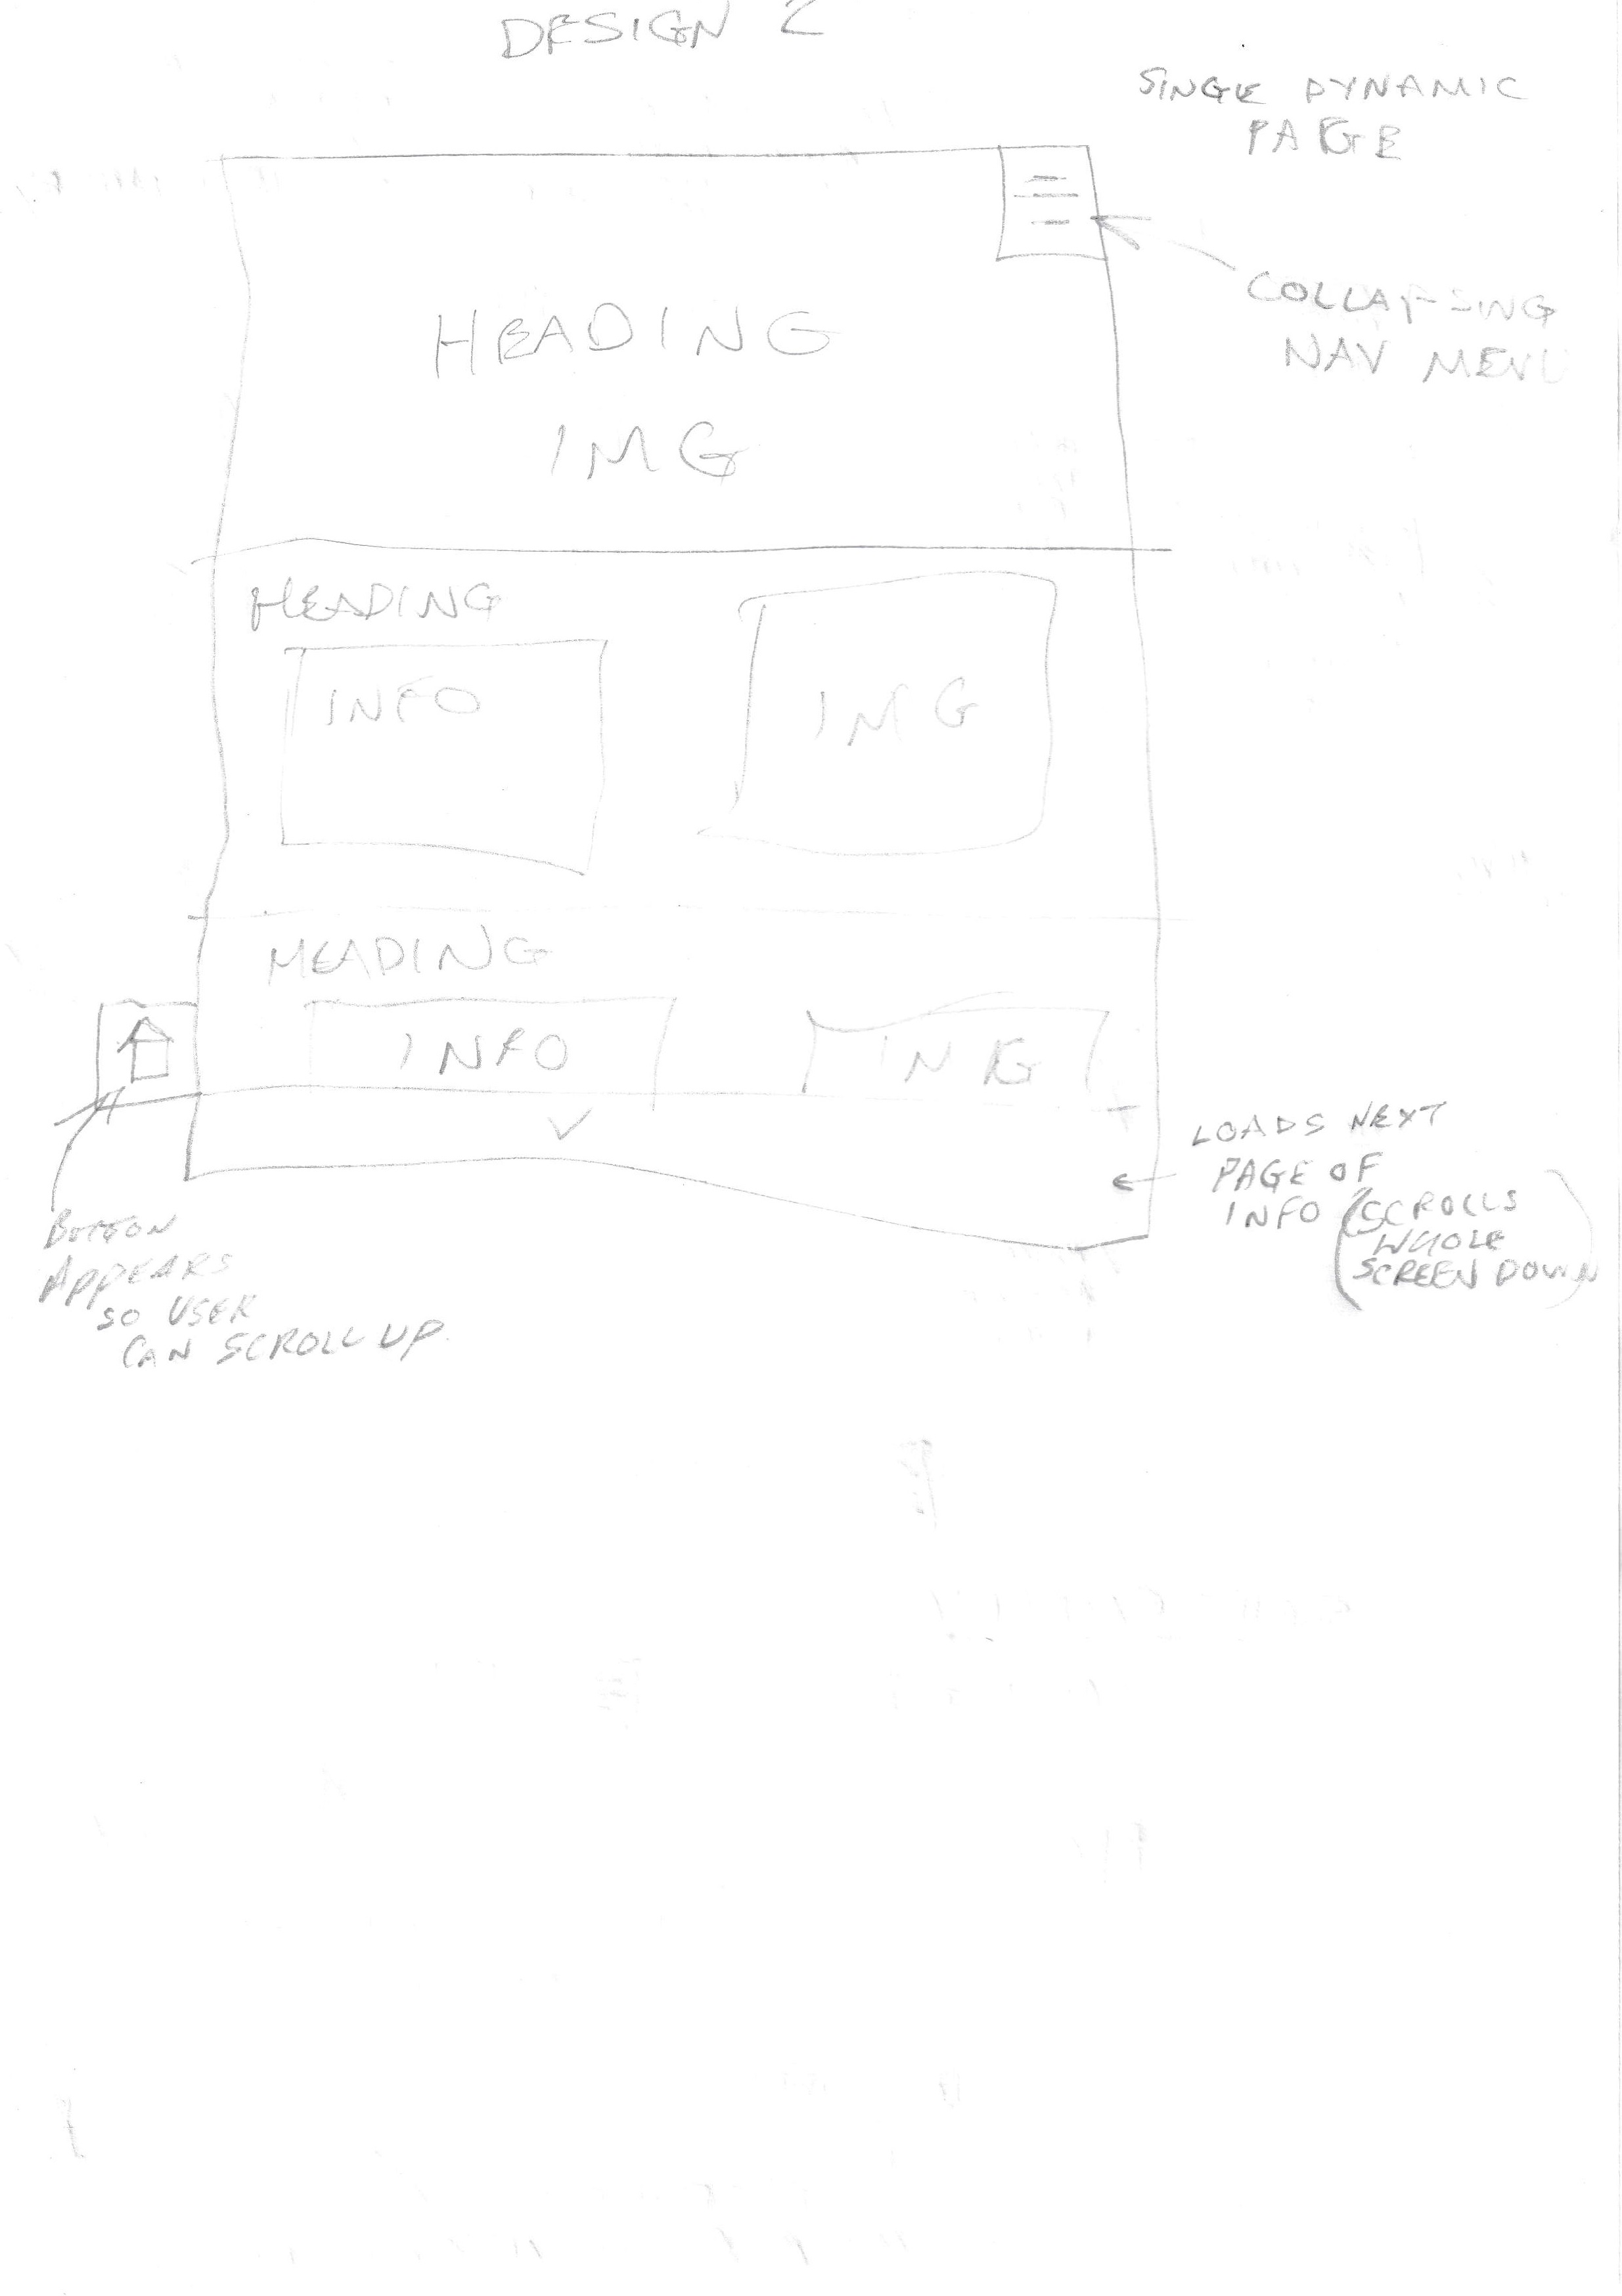 DESIGN 2
SINGLE DYNAMIC
PAGE
COLLAPSING
NAV MENU
HEADING
IMG
HEADING
INFO
IMG
HEADING
INFO
IMG
LOADS NEXT
PAGE OF
INFO (SCROLLS
WHOLE
SCREEN DOWN)
BUTTON
APPEARS
SO USER
CAN SCROLL UP